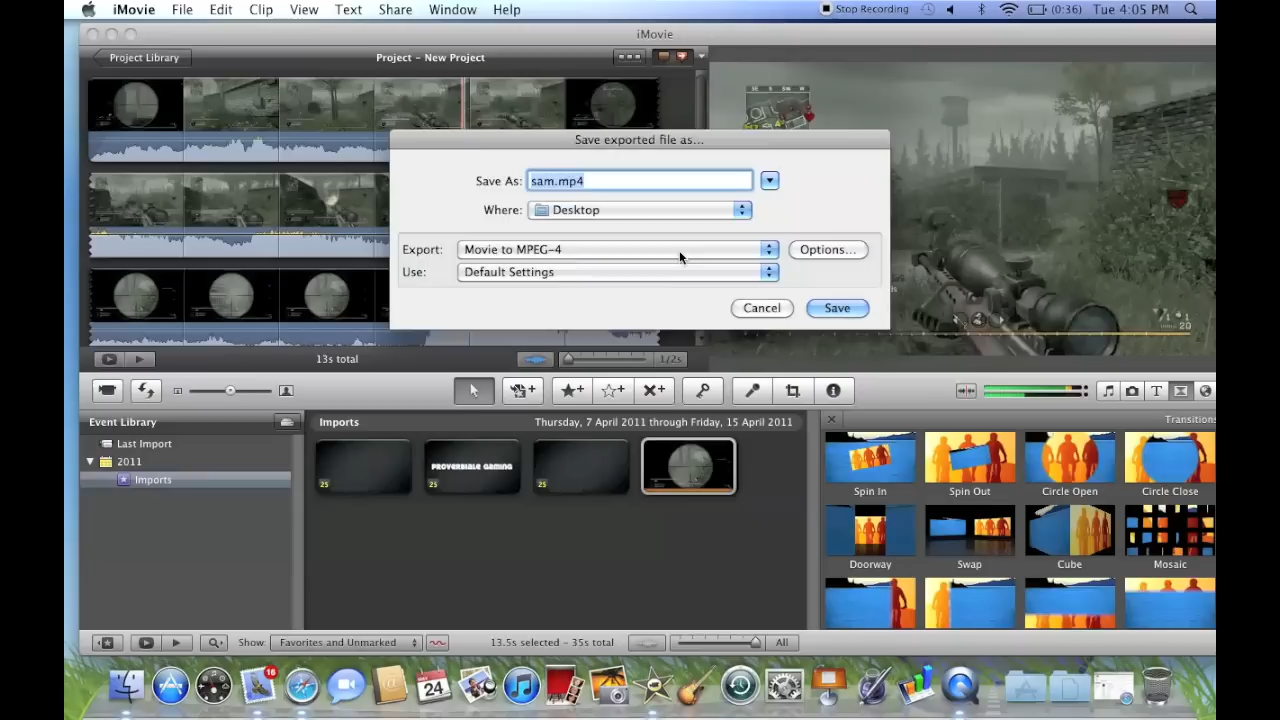 iMovie File Edit Clip View Text Share Window Help Stop Recording (0:36) Tue 4:05 PM
iMovie
Project Library Project - New Project
Save exported file as...
Save As: sam.mp4
Where: Desktop
Export: Movie to MPEG-4 Options...
Use: Default Settings
Cancel Save
20
13s total 1/2s
Event Library Imports Thursday, 7 April 2011 through Friday, 15 April 2011 Transitions
Last Import
2011
Imports
2s PROVERBIALE GAMING 2s 2s
Spin In Spin Out Circle Open Circle Close
Doorway Swap Cube Mosaic
Show: Favorites and Unmarked 13.5s selected - 35s total All
16
24